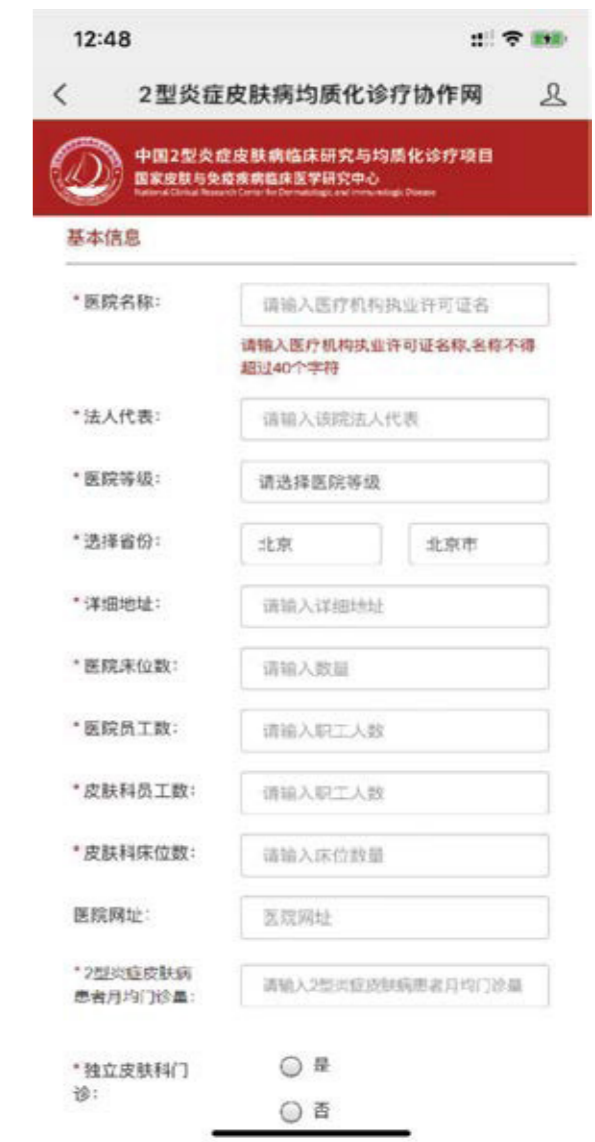 12:48
2型炎症皮肤病均质化诊疗协作网
中国2型炎症皮肤病临床研究与均质化诊疗项目
国家皮肤与免疫疾病临床医学研究中心
National Clinical Research Center for Dermatologic and Immunologic Disease
基本信息
*医院名称:
请输入医疗机构执业许可证名
请输入医疗机构执业许可证名称,名称不得
超过40个字符
*法人代表:
请输入该院法人代表
*医院等级:
请选择医院等级
*选择省份:
北京
北京市
*详细地址:
请输入详细地址
*医院床位数:
请输入数量
*医院员工数:
请输入职工人数
*皮肤科员工数:
请输入职工人数
*皮肤科床位数:
请输入床位数量
医院网址:
医院网址
*2型炎症皮肤病
患者月均门诊量:
请输入2型炎症皮肤病患者月均门诊量
*独立皮肤科门
诊:
是
否